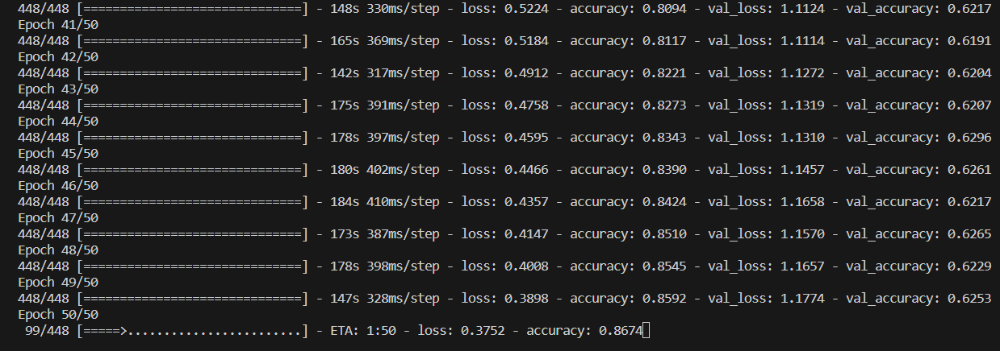 448/448 [==============================] - 148s 330ms/step - loss: 0.5224 - accuracy: 0.8094 - val_loss: 1.1124 - val_accuracy: 0.6217
Epoch 41/50
448/448 [==============================] - 165s 369ms/step - loss: 0.5184 - accuracy: 0.8117 - val_loss: 1.1114 - val_accuracy: 0.6191
Epoch 42/50
448/448 [==============================] - 142s 317ms/step - loss: 0.4912 - accuracy: 0.8221 - val_loss: 1.1272 - val_accuracy: 0.6204
Epoch 43/50
448/448 [==============================] - 175s 391ms/step - loss: 0.4758 - accuracy: 0.8273 - val_loss: 1.1319 - val_accuracy: 0.6207
Epoch 44/50
448/448 [==============================] - 178s 397ms/step - loss: 0.4595 - accuracy: 0.8343 - val_loss: 1.1310 - val_accuracy: 0.6296
Epoch 45/50
448/448 [==============================] - 180s 402ms/step - loss: 0.4466 - accuracy: 0.8390 - val_loss: 1.1457 - val_accuracy: 0.6261
Epoch 46/50
448/448 [==============================] - 184s 410ms/step - loss: 0.4357 - accuracy: 0.8424 - val_loss: 1.1658 - val_accuracy: 0.6217
Epoch 47/50
448/448 [==============================] - 173s 387ms/step - loss: 0.4147 - accuracy: 0.8510 - val_loss: 1.1570 - val_accuracy: 0.6265
Epoch 48/50
448/448 [==============================] - 178s 398ms/step - loss: 0.4008 - accuracy: 0.8545 - val_loss: 1.1657 - val_accuracy: 0.6229
Epoch 49/50
448/448 [==============================] - 147s 328ms/step - loss: 0.3898 - accuracy: 0.8592 - val_loss: 1.1774 - val_accuracy: 0.6253
Epoch 50/50
99/448 [=====>........................] - ETA: 1:50 - loss: 0.3752 - accuracy: 0.8674